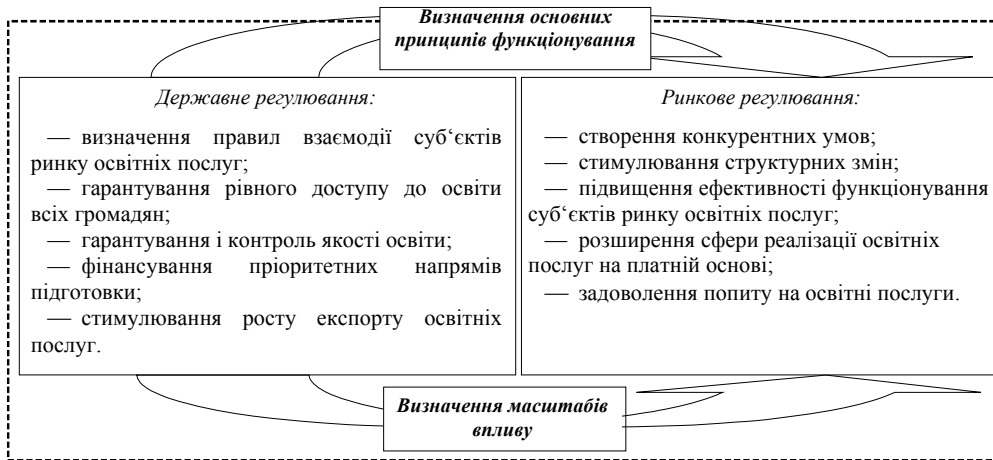 Визначення основних
принципів функціонування
Державне регулювання:
— визначення правил взаємодії суб‘єктів
ринку освітніх послуг;
— гарантування рівного доступу до освіти
всіх громадян;
— гарантування і контроль якості освіти;
— фінансування пріоритетних напрямів
підготовки;
— стимулювання росту експорту освітніх
послуг.
Ринкове регулювання:
— створення конкурентних умов;
— стимулювання структурних змін;
— підвищення ефективності функціонування
суб‘єктів ринку освітніх послуг;
— розширення сфери реалізації освітніх
послуг на платній основі;
— задоволення попиту на освітні послуги.
Визначення масштабів
впливу